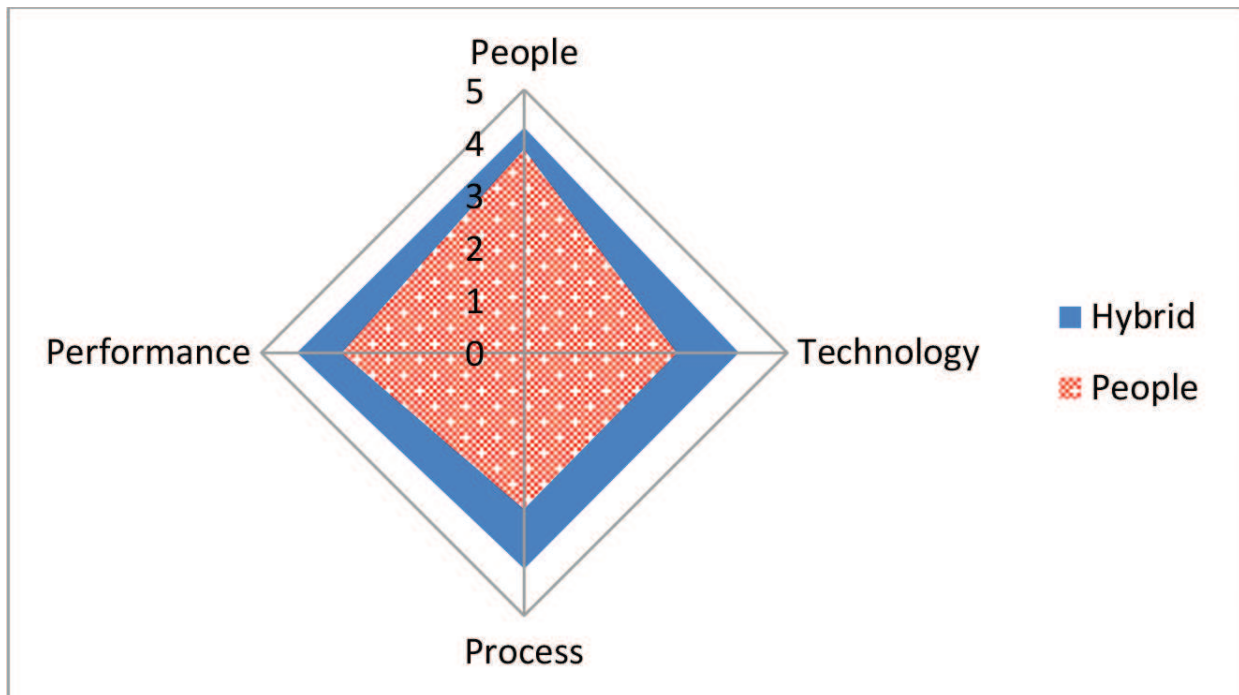 People
5
4
3
2
1
0
Performance
Technology
Process
Hybrid
People